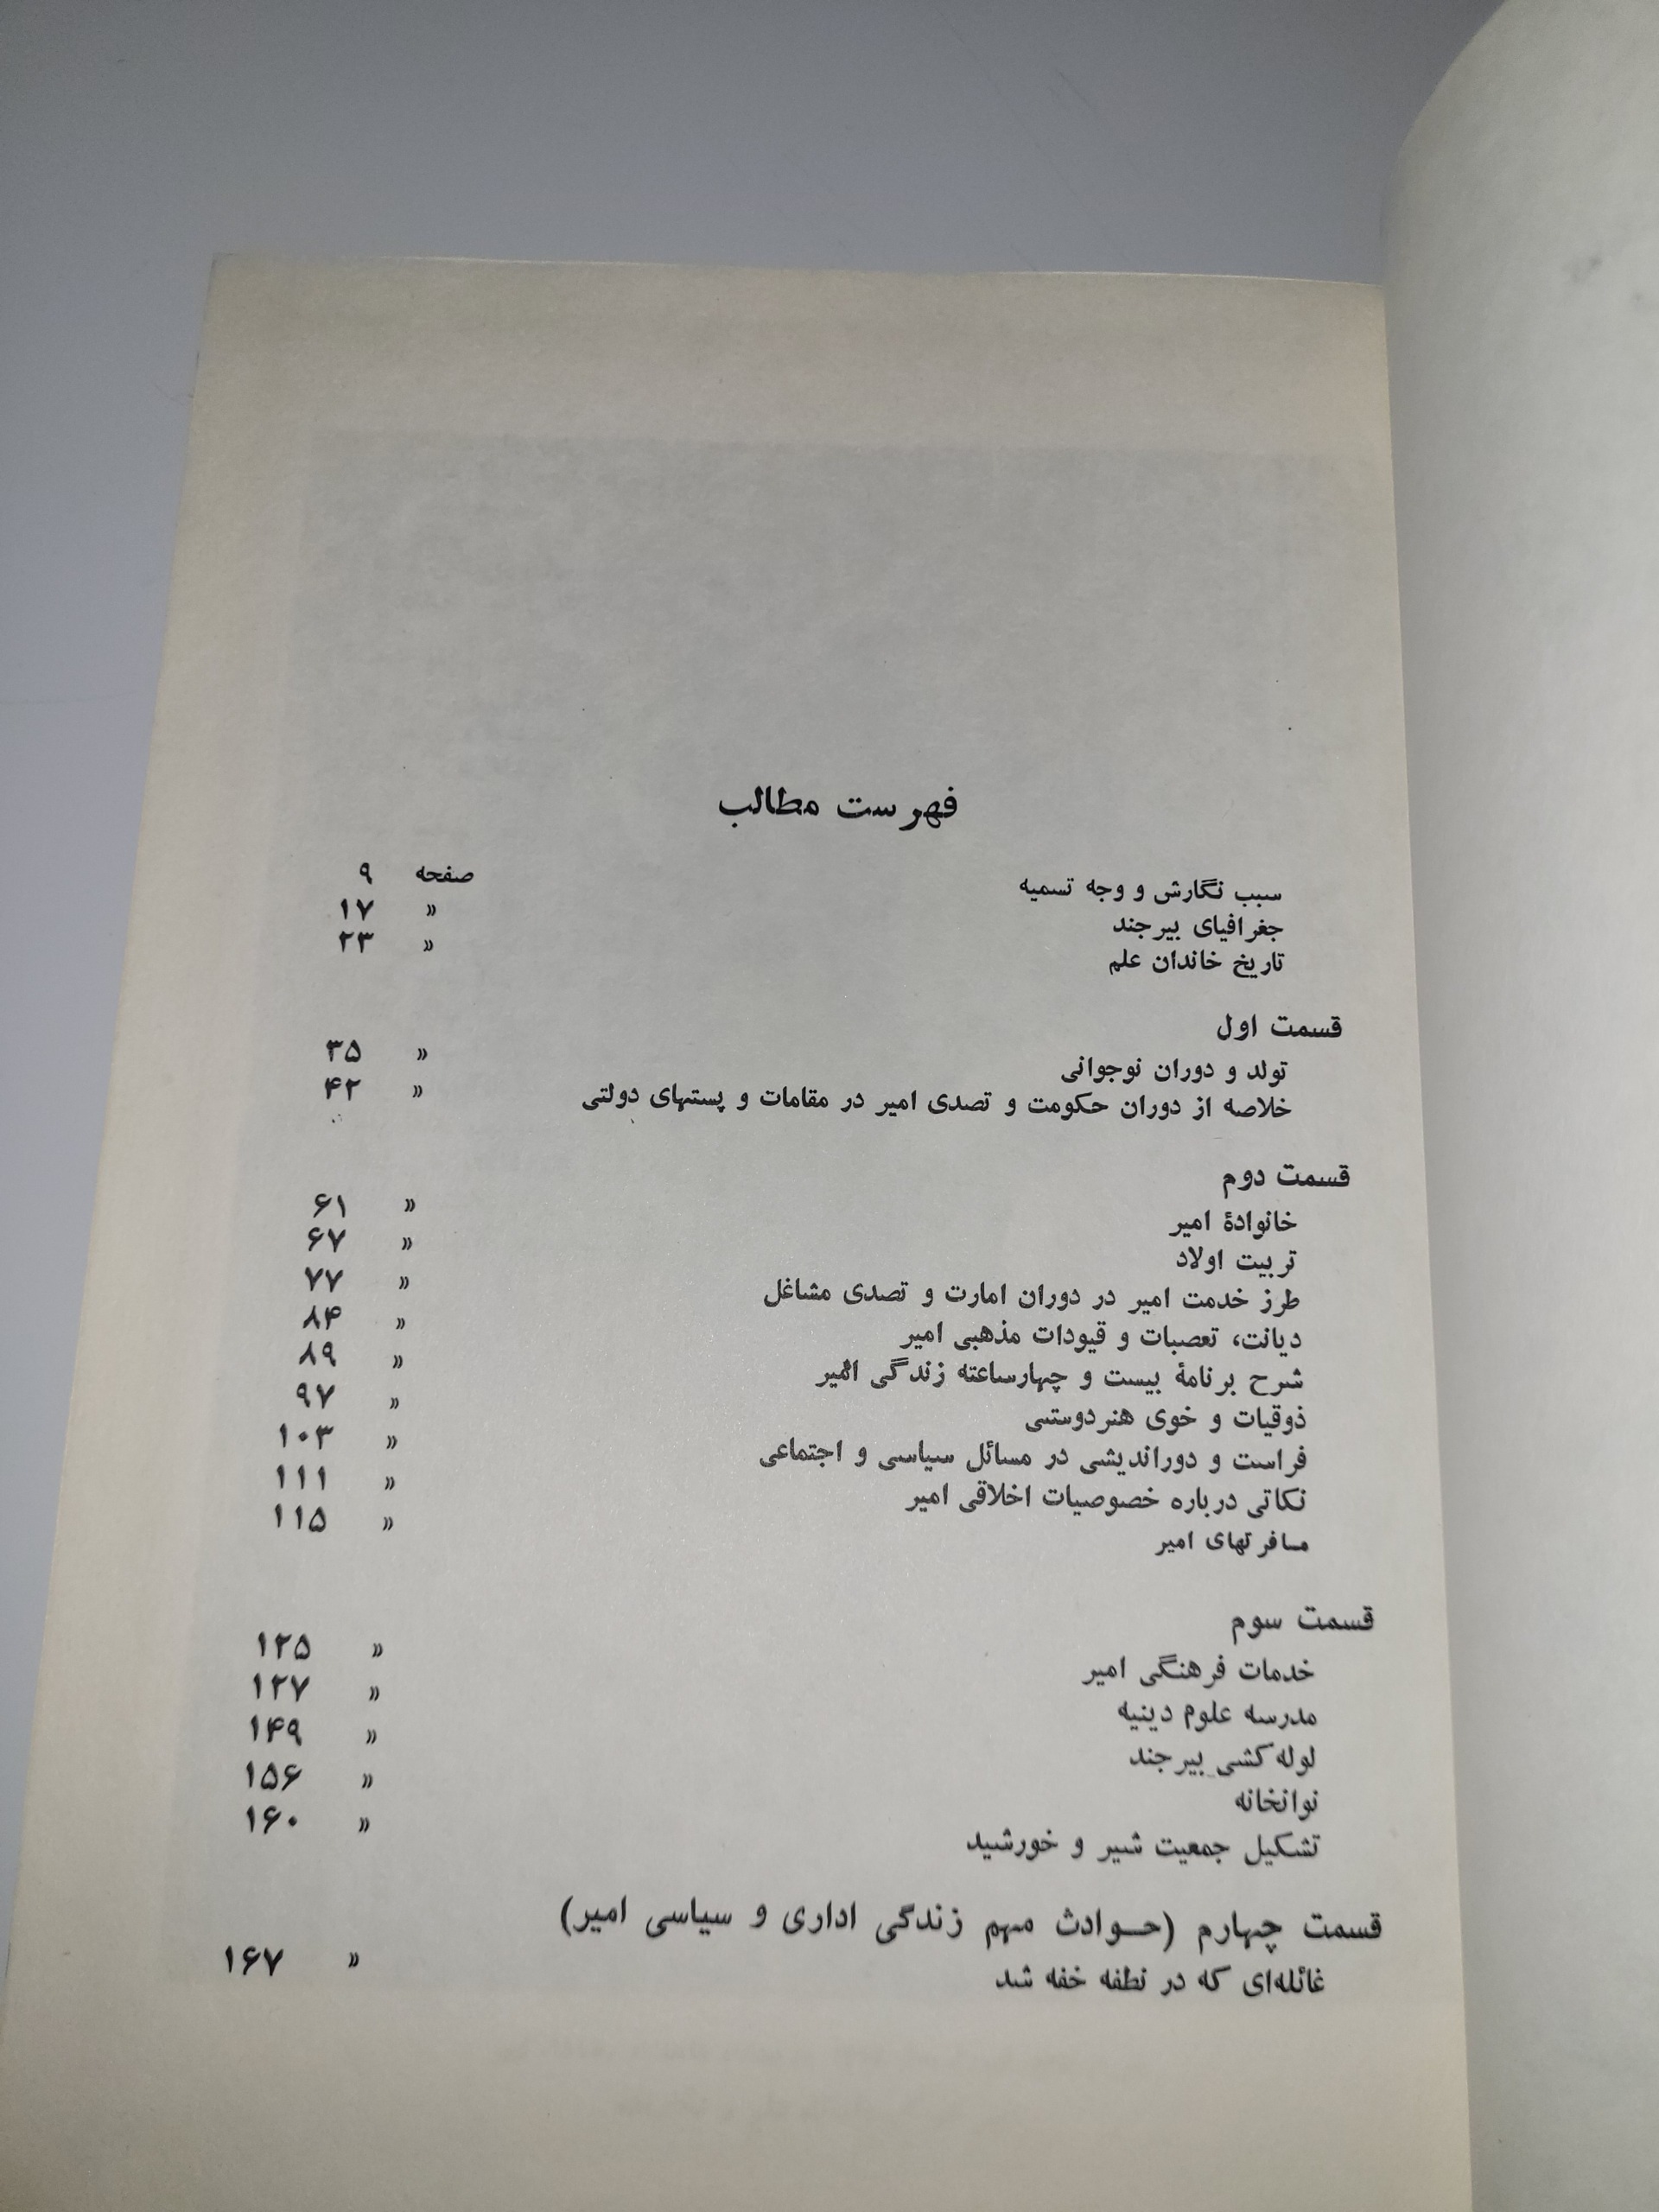 فهرست مطالب
سبب نگارش و وجه تسمیه صفحه ۹
جغرافیای بیرجند » ۱۷
تاریخ خاندان علم » ۲۳
قسمت اول
تولد و دوران نوجوانی » ۳۵
خلاصه از دوران حکومت و تصدی امیر در مقامات و پستهای دولتی » ۴۲
قسمت دوم
خانوادهٔ امیر » ۶۱
تربیت اولاد » ۶۷
طرز خدمت امیر در دوران امارت و تصدی مشاغل » ۷۷
دیانت، تعصبات و قیودات مذهبی امیر » ۸۴
شرح برنامهٔ بیست و چهارساعته زندگی امیر » ۸۹
ذوقیات و خوی هنردوستی » ۹۷
فراست و دوراندیشی در مسائل سیاسی و اجتماعی » ۱۰۳
نکاتی درباره خصوصیات اخلاقی امیر » ۱۱۱
مسافرتهای امیر » ۱۱۵
قسمت سوم
خدمات فرهنگی امیر » ۱۲۵
مدرسه علوم دینیه » ۱۲۷
لوله‌کشی بیرجند » ۱۴۹
نوانخانه » ۱۵۶
تشکیل جمعیت شیر و خورشید » ۱۶۰
قسمت چهارم (حـوادث مهم زندگی اداری و سیاسی امیر)
غائله‌ای که در نطفه خفه شد » ۱۶۷